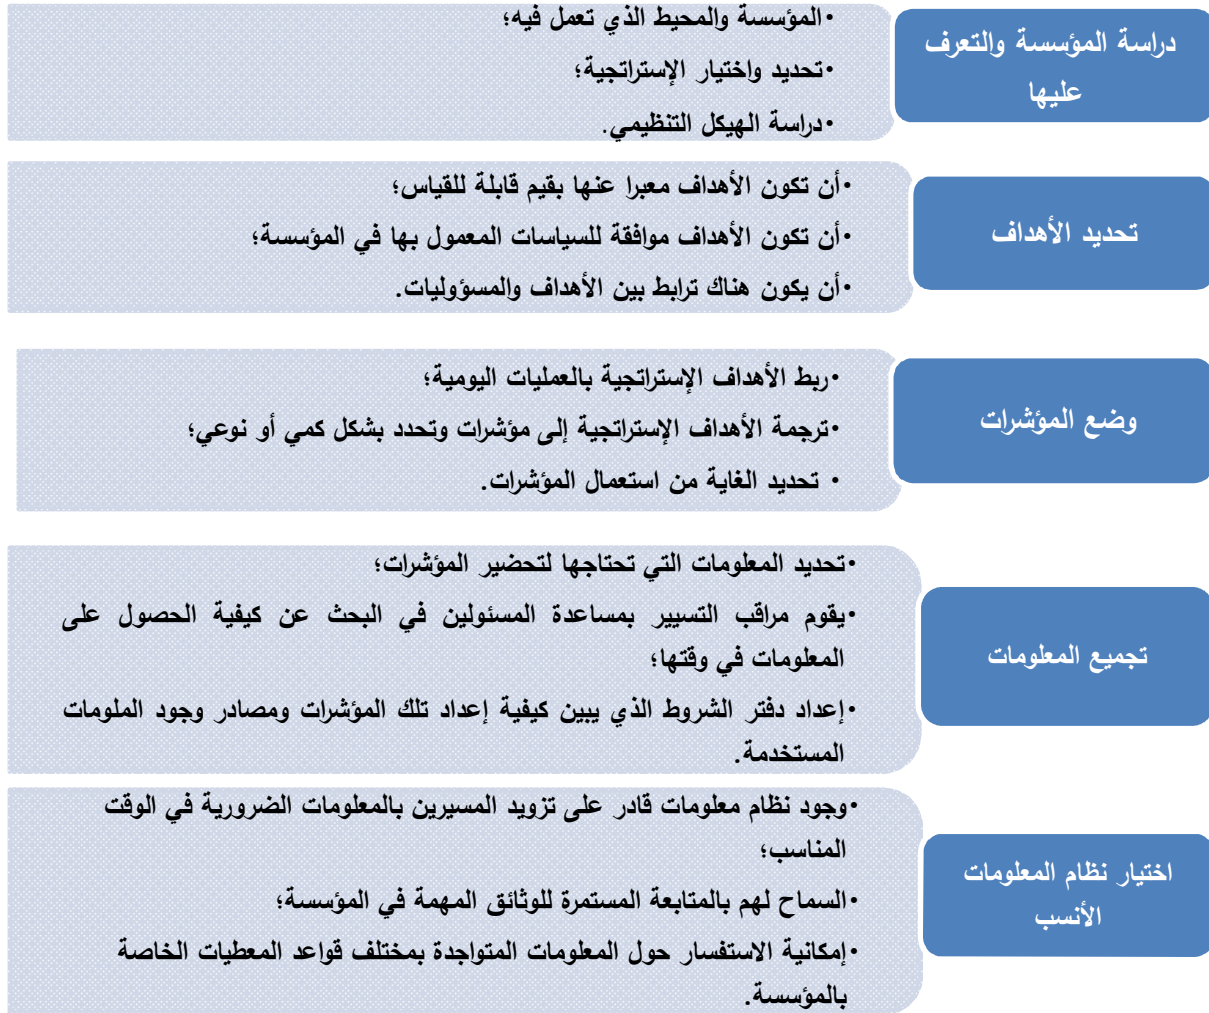 دراسة المؤسسة والتعرف
عليها
•المؤسسة والمحيط الذي تعمل فيه؛
•تحديد واختيار الإستراتجية؛
•دراسة الهيكل التنظيمي.
تحديد الأهداف
•أن تكون الأهداف معبرا عنها بقيم قابلة للقياس؛
•أن تكون الأهداف موافقة للسياسات المعمول بها في المؤسسة؛
•أن يكون هناك ترابط بين الأهداف والمسؤوليات.
وضع المؤشرات
•ربط الأهداف الإستراتجية بالعمليات اليومية؛
•ترجمة الأهداف الإستراتجية إلى مؤشرات وتحدد بشكل كمي أو نوعي؛
• تحديد الغاية من استعمال المؤشرات.
تجميع المعلومات
•تحديد المعلومات التي تحتاجها لتحضير المؤشرات؛
•يقوم مراقب التسيير بمساعدة المسئولين في البحث عن كيفية الحصول على
المعلومات في وقتها؛
•إعداد دفتر الشروط الذي يبين كيفية إعداد تلك المؤشرات ومصادر وجود الملومات
المستخدمة.
اختيار نظام المعلومات
الأنسب
•وجود نظام معلومات قادر على تزويد المسيرين بالمعلومات الضرورية في الوقت
المناسب؛
•السماح لهم بالمتابعة المستمرة للوثائق المهمة في المؤسسة؛
•إمكانية الاستفسار حول المعلومات المتواجدة بمختلف قواعد المعطيات الخاصة
بالمؤسسة.